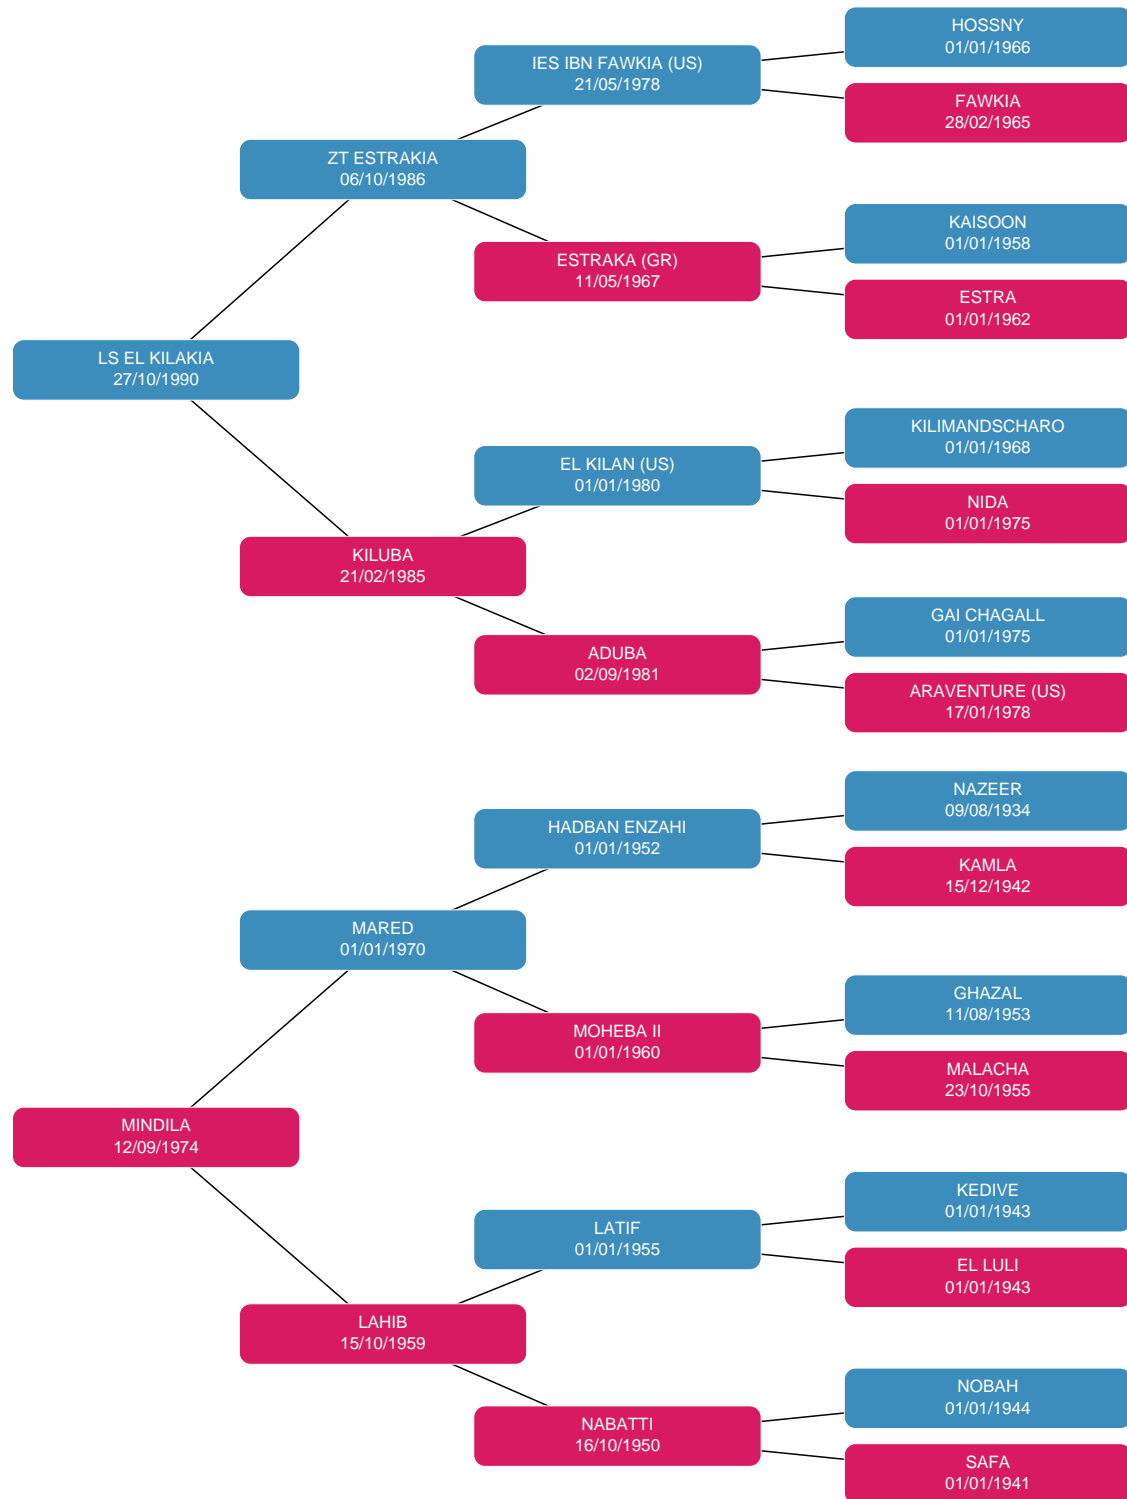 HOSSNY
01/01/1966
IES IBN FAWKIA (US)
21/05/1978
FAWKIA
28/02/1965
ZT ESTRAKIA
06/10/1986
KAISOON
01/01/1958
ESTRAKA (GR)
11/05/1967
ESTRA
01/01/1962
LS EL KILAKIA
27/10/1990
KILIMANDSCHARO
01/01/1968
EL KILAN (US)
01/01/1980
NIDA
01/01/1975
KILUBA
21/02/1985
GAI CHAGALL
01/01/1975
ADUBA
02/09/1981
ARAVENTURE (US)
17/01/1978
NAZEER
09/08/1934
HADBAN ENZAHI
01/01/1952
KAMLA
15/12/1942
MARED
01/01/1970
GHAZAL
11/08/1953
MOHEBA II
01/01/1960
MALACHA
23/10/1955
MINDILA
12/09/1974
KEDIVE
01/01/1943
LATIF
01/01/1955
EL LULI
01/01/1943
LAHIB
15/10/1959
NOBAH
01/01/1944
NABATTI
16/10/1950
SAFA
01/01/1941